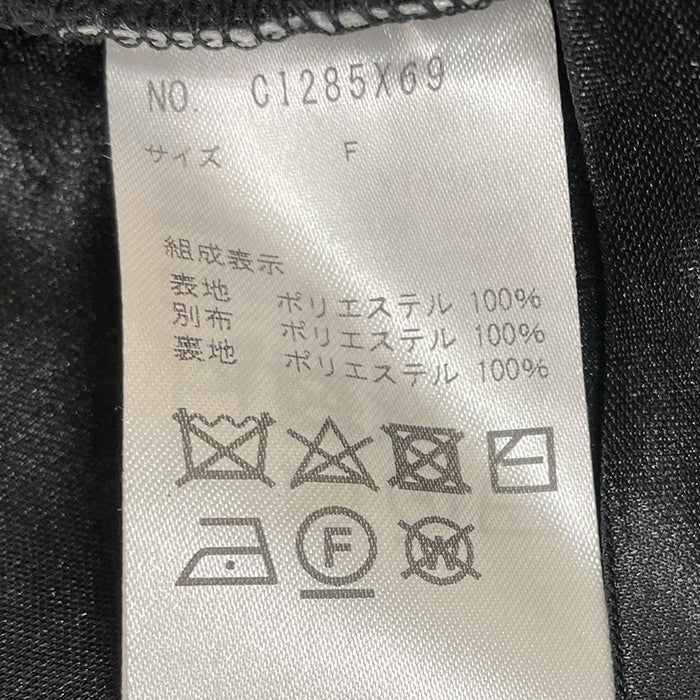 NO. C1285X69
サイズ F
組成表示
表地 ポリエステル 100%
別布 ポリエステル 100%
裏地 ポリエステル 100%
F
W